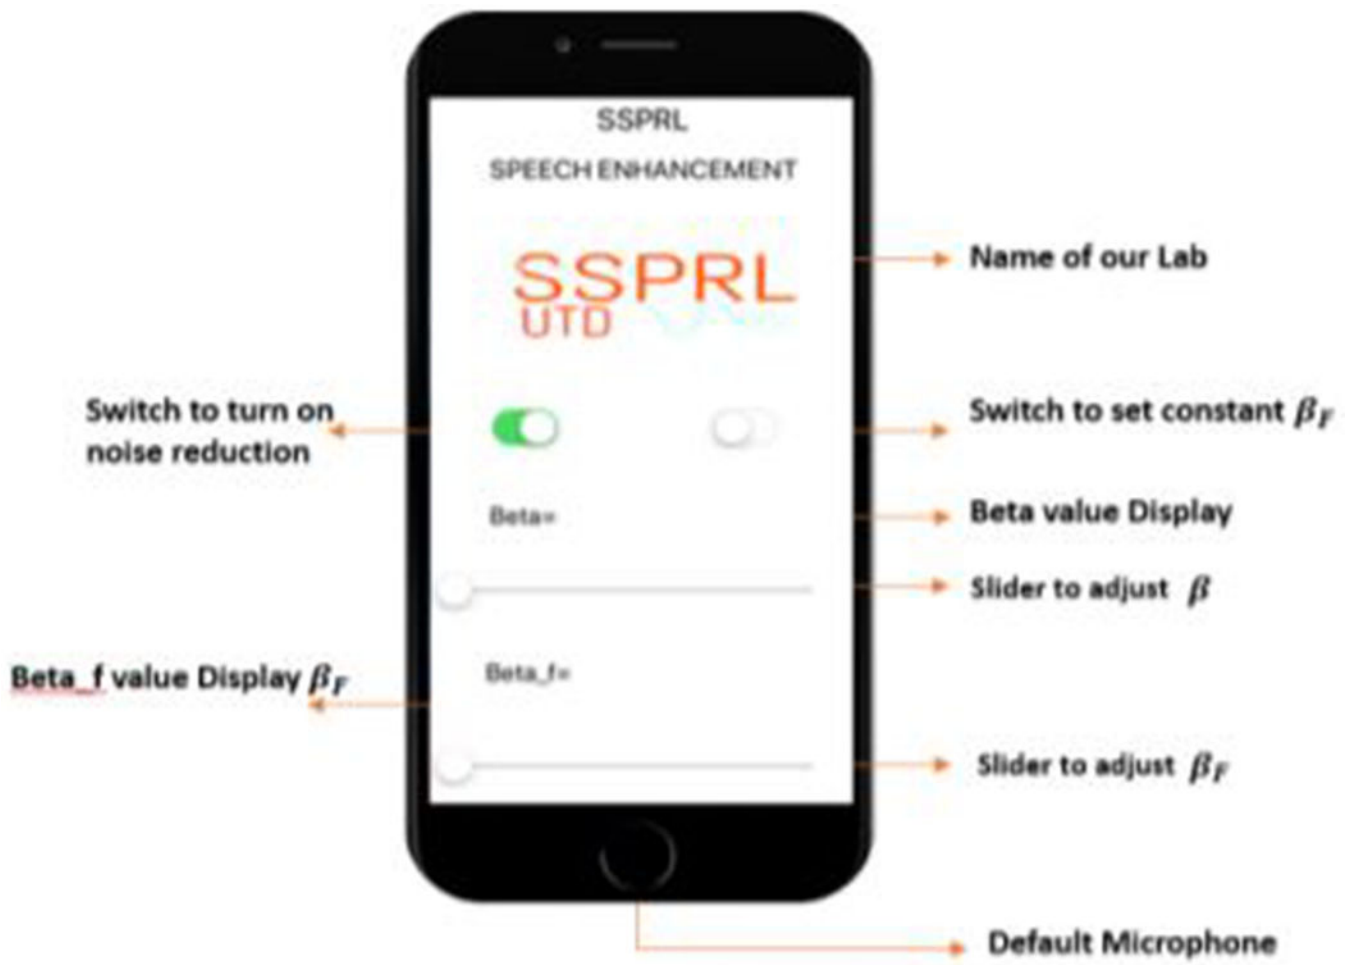 SSPRL
SPEECH ENHANCEMENT
SSPRL
UTD
Name of our Lab
Switch to turn on
noise reduction
Switch to set constant βF
Beta=
Beta value Display
Slider to adjust β
Beta_f value Display βF
Beta_f=
Slider to adjust βF
Default Microphone